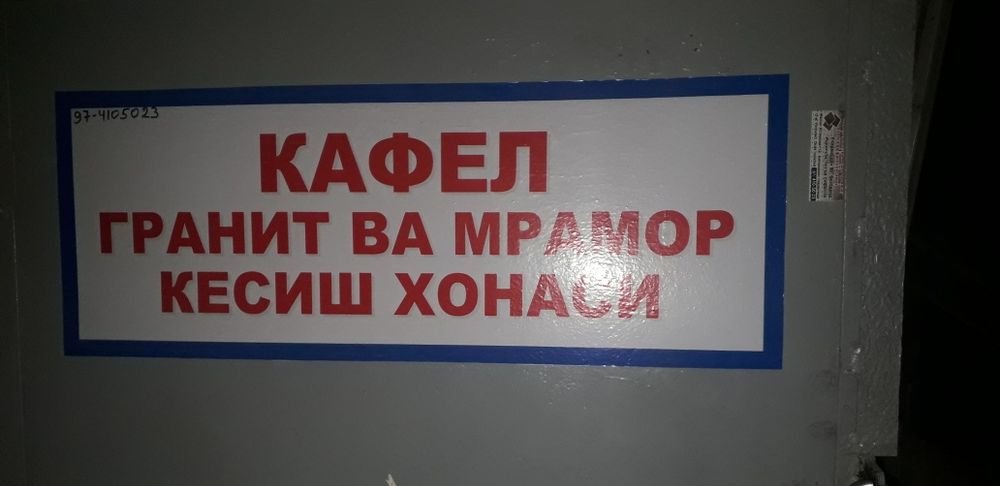 97-4105023
КАФЕЛ
ГРАНИТ ВА МРАМОР
КЕСИШ ХОНАСИ